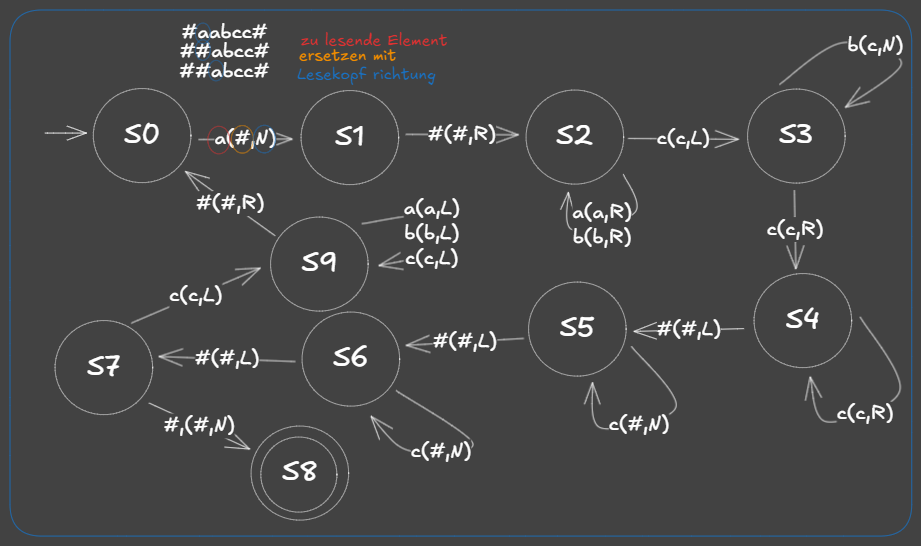 #aabcc#
##abcc#
##abcc#
zu lesende Element
ersetzen mit
Lesekopf richtung
b(c,N)
S0
a(#,N)
S1
#(#,R)
S2
c(c,L)
S3
#(#,R)
a(a,L)
b(b,L)
c(c,L)
a(a,R)
b(b,R)
c(c,R)
S9
c(c,L)
S7
#(#,L)
S6
#(#,L)
S5
#(#,L)
S4
c(#,N)
c(#,N)
c(c,R)
#,(#,N)
S8